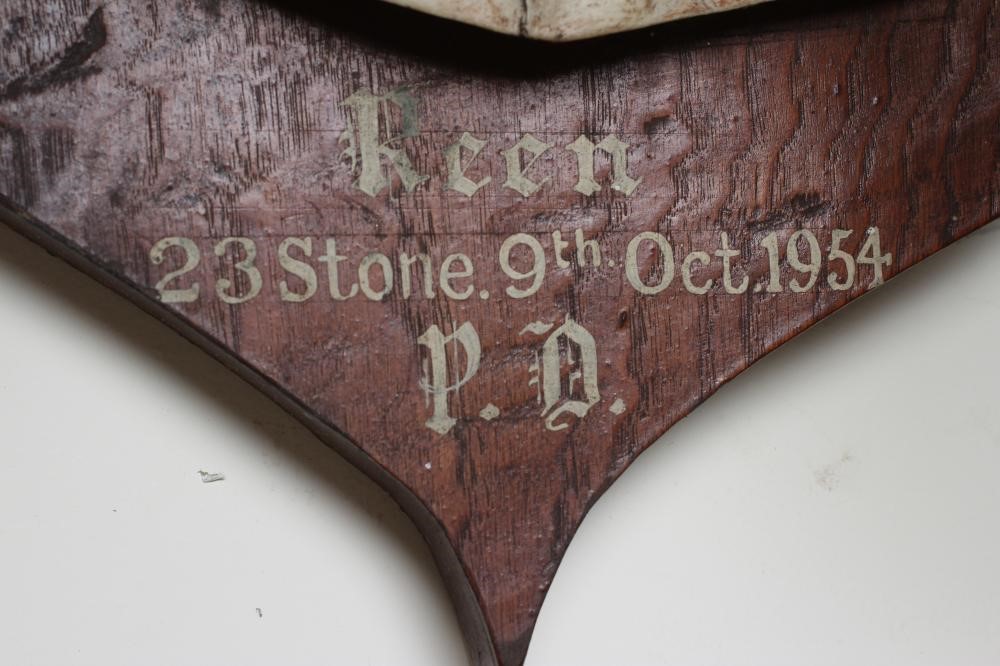 Keen
23 Stone. 9th. Oct. 1954
P. D.